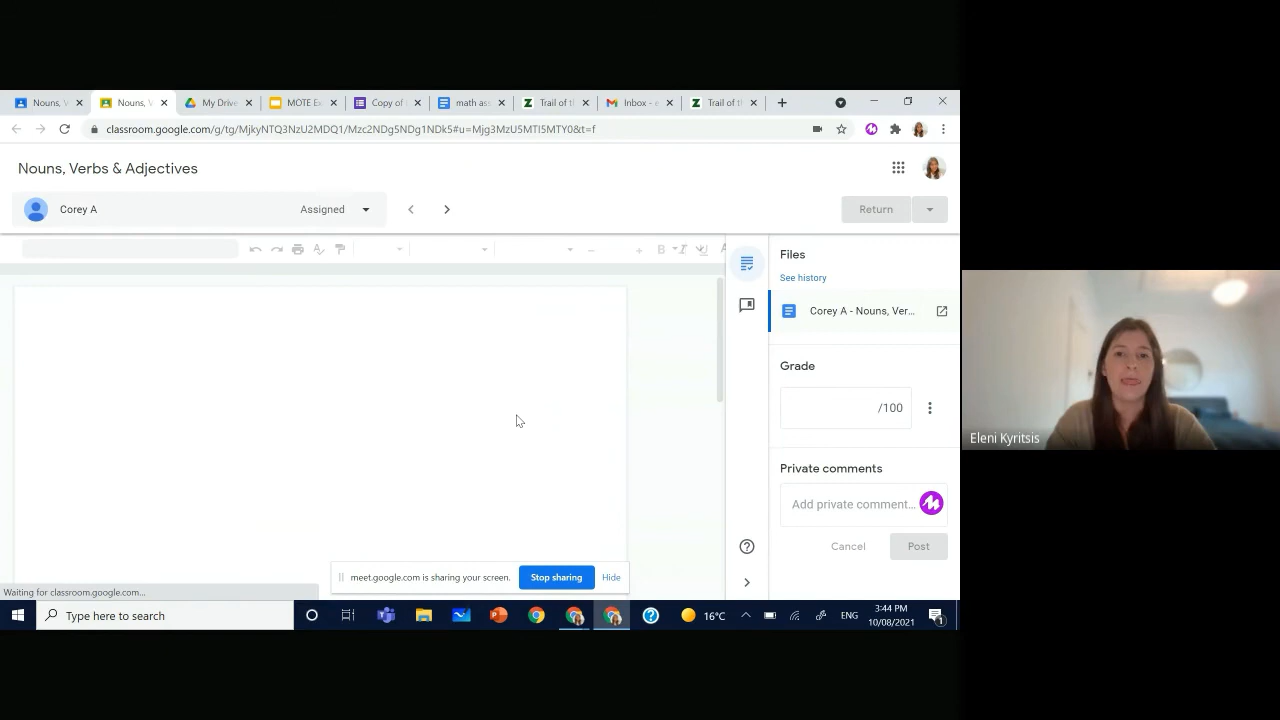 Nouns, V
Nouns, V
My Drive
MOTE E
Copy of
math as
Trail of t
Inbox - e
Trail of t
classroom.google.com/g/tg/MjkyNTQ3NzU2MDQ1/Mzc2NDg5NDg1NDk5#u=Mjg3MzU5MTI5MTY0&t=f
Nouns, Verbs & Adjectives
Corey A
Assigned
Return
Files
See history
Corey A - Nouns, Ver...
Grade
/100
Private comments
Add private comment...
Cancel
Post
Eleni Kyritsis
meet.google.com is sharing your screen.
Stop sharing
Hide
Waiting for classroom.google.com...
Type here to search
16°C
ENG
3:44 PM
10/08/2021
1